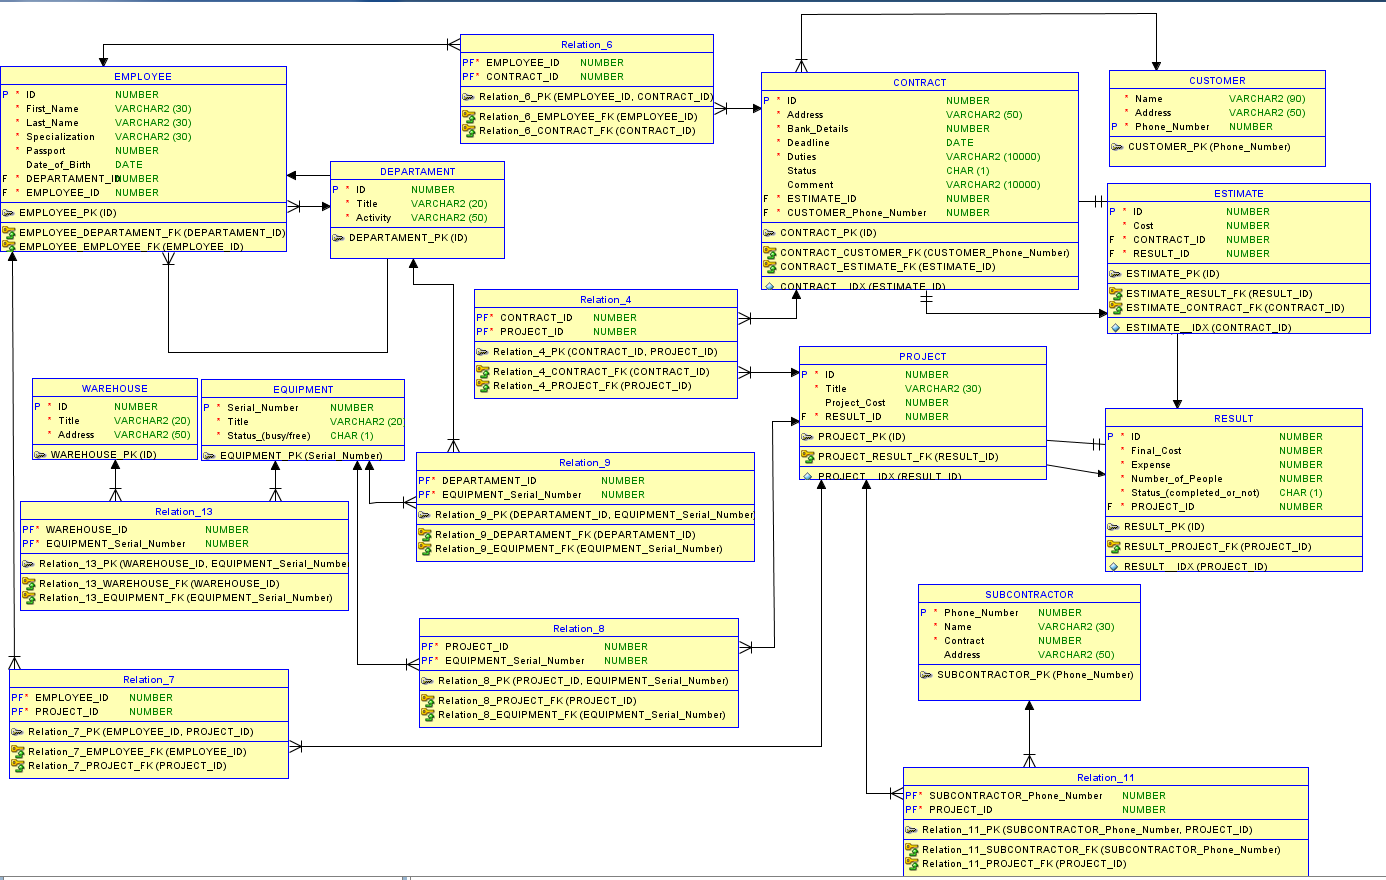 Relation_6
PF* EMPLOYEE_ID NUMBER
PF* CONTRACT_ID NUMBER
Relation_6_PK (EMPLOYEE_ID, CONTRACT_ID)
Relation_6_EMPLOYEE_FK (EMPLOYEE_ID)
Relation_6_CONTRACT_FK (CONTRACT_ID)
EMPLOYEE
P * ID NUMBER
* First_Name VARCHAR2 (30)
* Last_Name VARCHAR2 (30)
* Specialization VARCHAR2 (30)
* Passport NUMBER
Date_of_Birth DATE
F * DEPARTAMENT_ID NUMBER
F * EMPLOYEE_ID NUMBER
EMPLOYEE_PK (ID)
EMPLOYEE_DEPARTAMENT_FK (DEPARTAMENT_ID)
EMPLOYEE_EMPLOYEE_FK (EMPLOYEE_ID)
CONTRACT
P * ID NUMBER
* Address VARCHAR2 (50)
* Bank_Details NUMBER
* Deadline DATE
* Duties VARCHAR2 (10000)
Status CHAR (1)
Comment VARCHAR2 (10000)
F * ESTIMATE_ID NUMBER
F * CUSTOMER_Phone_Number NUMBER
CONTRACT_PK (ID)
CONTRACT_CUSTOMER_FK (CUSTOMER_Phone_Number)
CONTRACT_ESTIMATE_FK (ESTIMATE_ID)
CONTRACT__IDX (ESTIMATE_ID)
CUSTOMER
* Name VARCHAR2 (90)
* Address VARCHAR2 (50)
P * Phone_Number NUMBER
CUSTOMER_PK (Phone_Number)
DEPARTAMENT
P * ID NUMBER
* Title VARCHAR2 (20)
* Activity VARCHAR2 (50)
DEPARTAMENT_PK (ID)
ESTIMATE
P * ID NUMBER
* Cost NUMBER
F * CONTRACT_ID NUMBER
F * RESULT_ID NUMBER
ESTIMATE_PK (ID)
ESTIMATE_RESULT_FK (RESULT_ID)
ESTIMATE_CONTRACT_FK (CONTRACT_ID)
ESTIMATE__IDX (CONTRACT_ID)
Relation_4
PF* CONTRACT_ID NUMBER
PF* PROJECT_ID NUMBER
Relation_4_PK (CONTRACT_ID, PROJECT_ID)
Relation_4_CONTRACT_FK (CONTRACT_ID)
Relation_4_PROJECT_FK (PROJECT_ID)
PROJECT
P * ID NUMBER
* Title VARCHAR2 (30)
Project_Cost NUMBER
F * RESULT_ID NUMBER
PROJECT_PK (ID)
PROJECT_RESULT_FK (RESULT_ID)
PROJECT__IDX (RESULT_ID)
WAREHOUSE
P * ID NUMBER
* Title VARCHAR2 (20)
* Address VARCHAR2 (50)
WAREHOUSE_PK (ID)
EQUIPMENT
P * Serial_Number NUMBER
* Title VARCHAR2 (20)
* Status_(busy/free) CHAR (1)
EQUIPMENT_PK (Serial_Number)
RESULT
P * ID NUMBER
* Final_Cost NUMBER
* Expense NUMBER
* Number_of_People NUMBER
* Status_(completed_or_not) CHAR (1)
F * PROJECT_ID NUMBER
RESULT_PK (ID)
RESULT_PROJECT_FK (PROJECT_ID)
RESULT__IDX (PROJECT_ID)
Relation_9
PF* DEPARTAMENT_ID NUMBER
PF* EQUIPMENT_Serial_Number NUMBER
Relation_9_PK (DEPARTAMENT_ID, EQUIPMENT_Serial_Number
Relation_9_DEPARTAMENT_FK (DEPARTAMENT_ID)
Relation_9_EQUIPMENT_FK (EQUIPMENT_Serial_Number)
Relation_13
PF* WAREHOUSE_ID NUMBER
PF* EQUIPMENT_Serial_Number NUMBER
Relation_13_PK (WAREHOUSE_ID, EQUIPMENT_Serial_Numbe
Relation_13_WAREHOUSE_FK (WAREHOUSE_ID)
Relation_13_EQUIPMENT_FK (EQUIPMENT_Serial_Number)
SUBCONTRACTOR
P * Phone_Number NUMBER
* Name VARCHAR2 (30)
* Contract NUMBER
Address VARCHAR2 (50)
SUBCONTRACTOR_PK (Phone_Number)
Relation_8
PF* PROJECT_ID NUMBER
PF* EQUIPMENT_Serial_Number NUMBER
Relation_8_PK (PROJECT_ID, EQUIPMENT_Serial_Number)
Relation_8_PROJECT_FK (PROJECT_ID)
Relation_8_EQUIPMENT_FK (EQUIPMENT_Serial_Number)
Relation_7
PF* EMPLOYEE_ID NUMBER
PF* PROJECT_ID NUMBER
Relation_7_PK (EMPLOYEE_ID, PROJECT_ID)
Relation_7_EMPLOYEE_FK (EMPLOYEE_ID)
Relation_7_PROJECT_FK (PROJECT_ID)
Relation_11
PF* SUBCONTRACTOR_Phone_Number NUMBER
PF* PROJECT_ID NUMBER
Relation_11_PK (SUBCONTRACTOR_Phone_Number, PROJECT_ID)
Relation_11_SUBCONTRACTOR_FK (SUBCONTRACTOR_Phone_Number)
Relation_11_PROJECT_FK (PROJECT_ID)